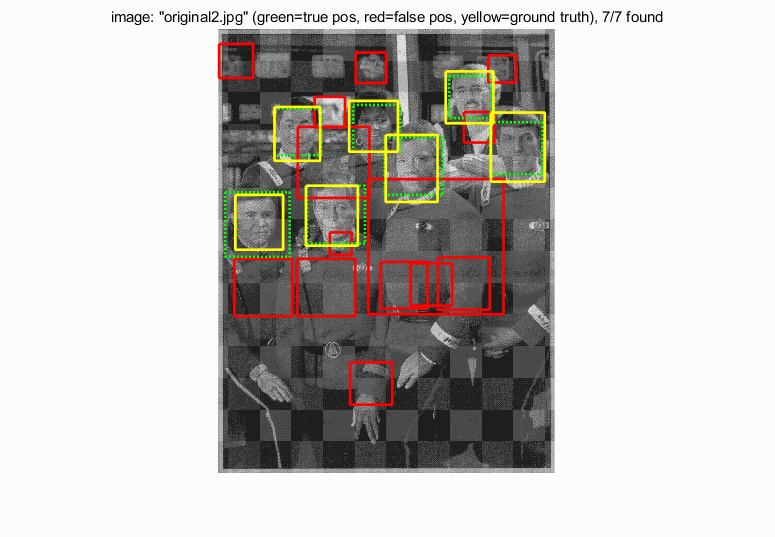 image: "original2.jpg" (green=true pos, red=false pos, yellow=ground truth), 7/7 found